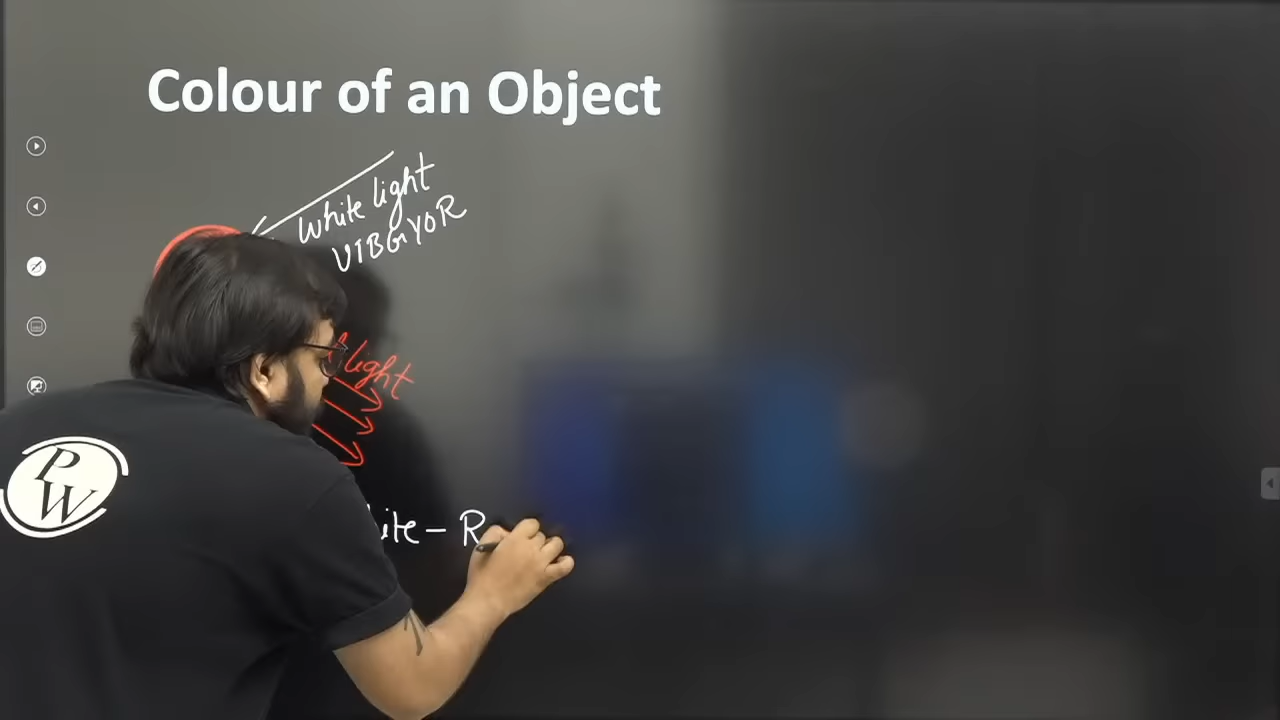 Colour of an Object
White light
VIBGYOR
light
PW
ite – R